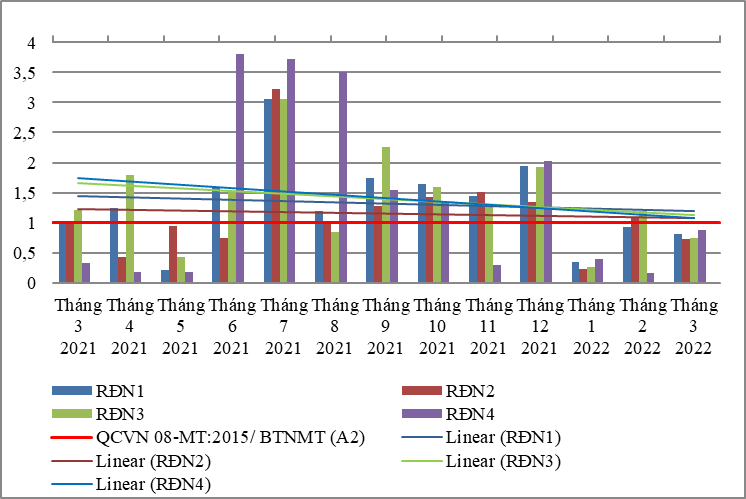 4
3,5
3
2,5
2
1,5
1
0,5
0
Tháng Tháng Tháng Tháng Tháng Tháng Tháng Tháng Tháng Tháng Tháng Tháng Tháng
3 4 5 6 7 8 9 10 11 12 1 2 3
2021 2021 2021 2021 2021 2021 2021 2021 2021 2021 2022 2022 2022
RĐN1 RĐN2
RĐN3 RĐN4
QCVN 08-MT:2015/ BTNMT (A2) Linear (RĐN1)
Linear (RĐN2) Linear (RĐN3)
Linear (RĐN4)